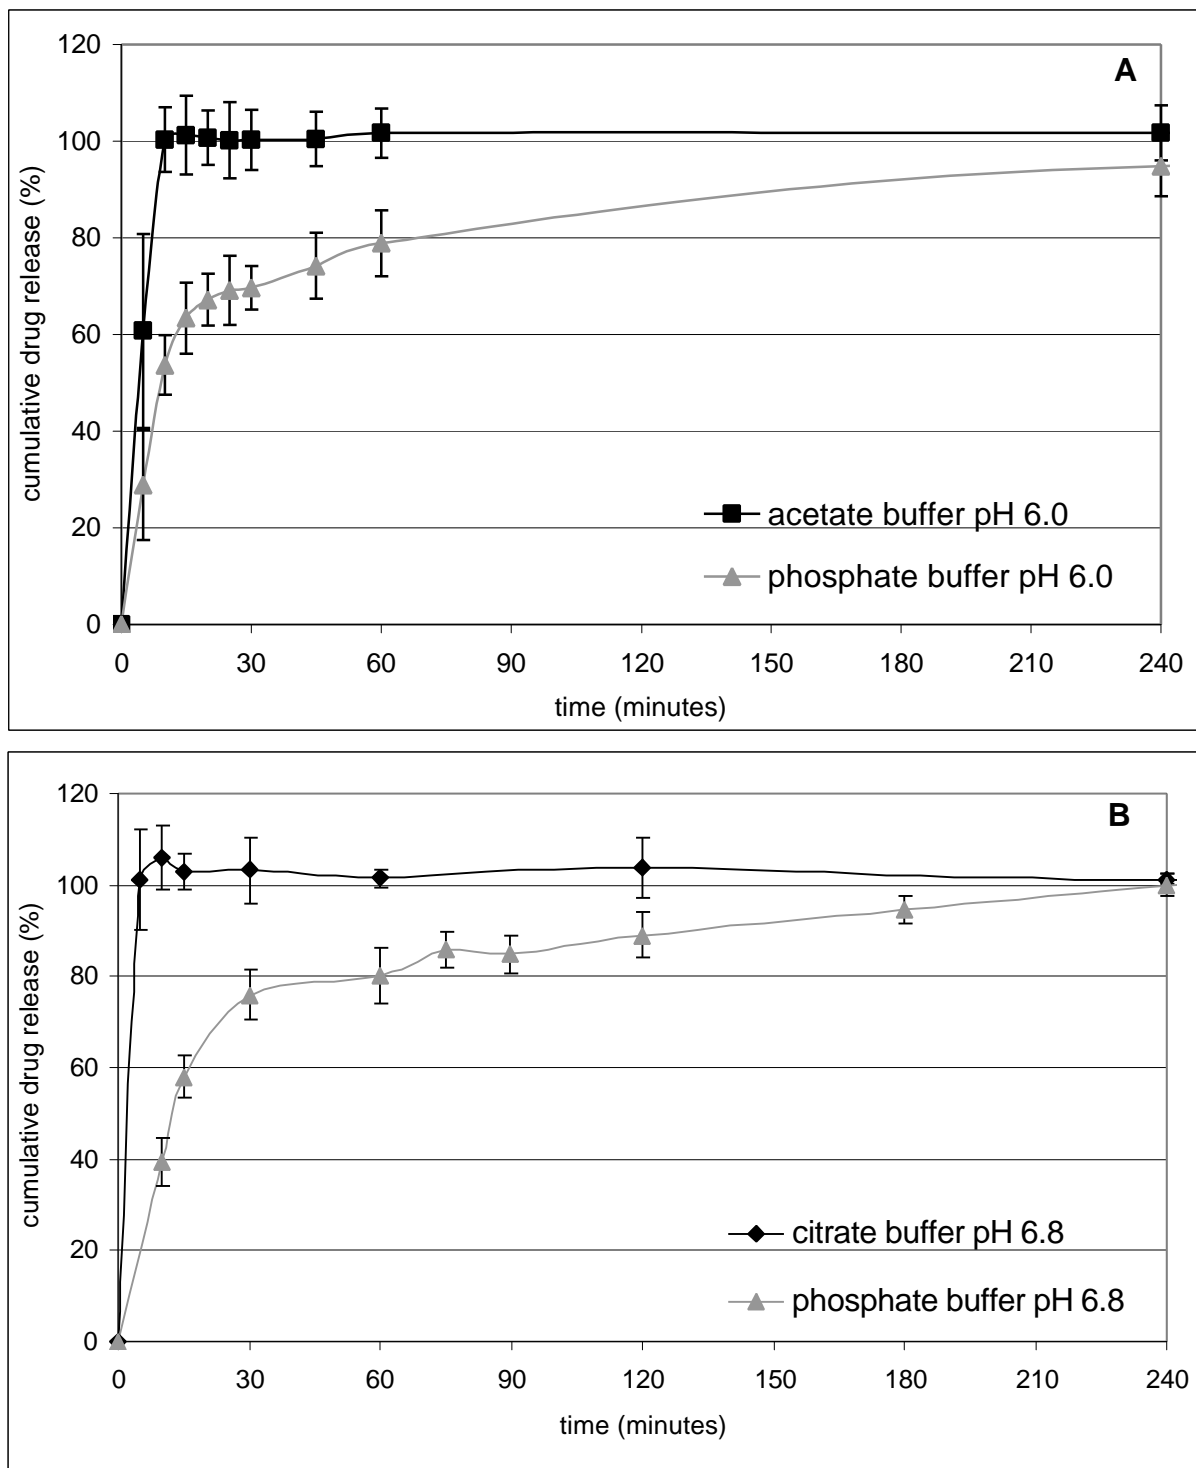 A
120
100
80
60
40
20
0
cumulative drug release (%)
acetate buffer pH 6.0
phosphate buffer pH 6.0
0 30 60 90 120 150 180 210 240
time (minutes)
B
120
100
80
60
40
20
0
cumulative drug release (%)
citrate buffer pH 6.8
phosphate buffer pH 6.8
0 30 60 90 120 150 180 210 240
time (minutes)